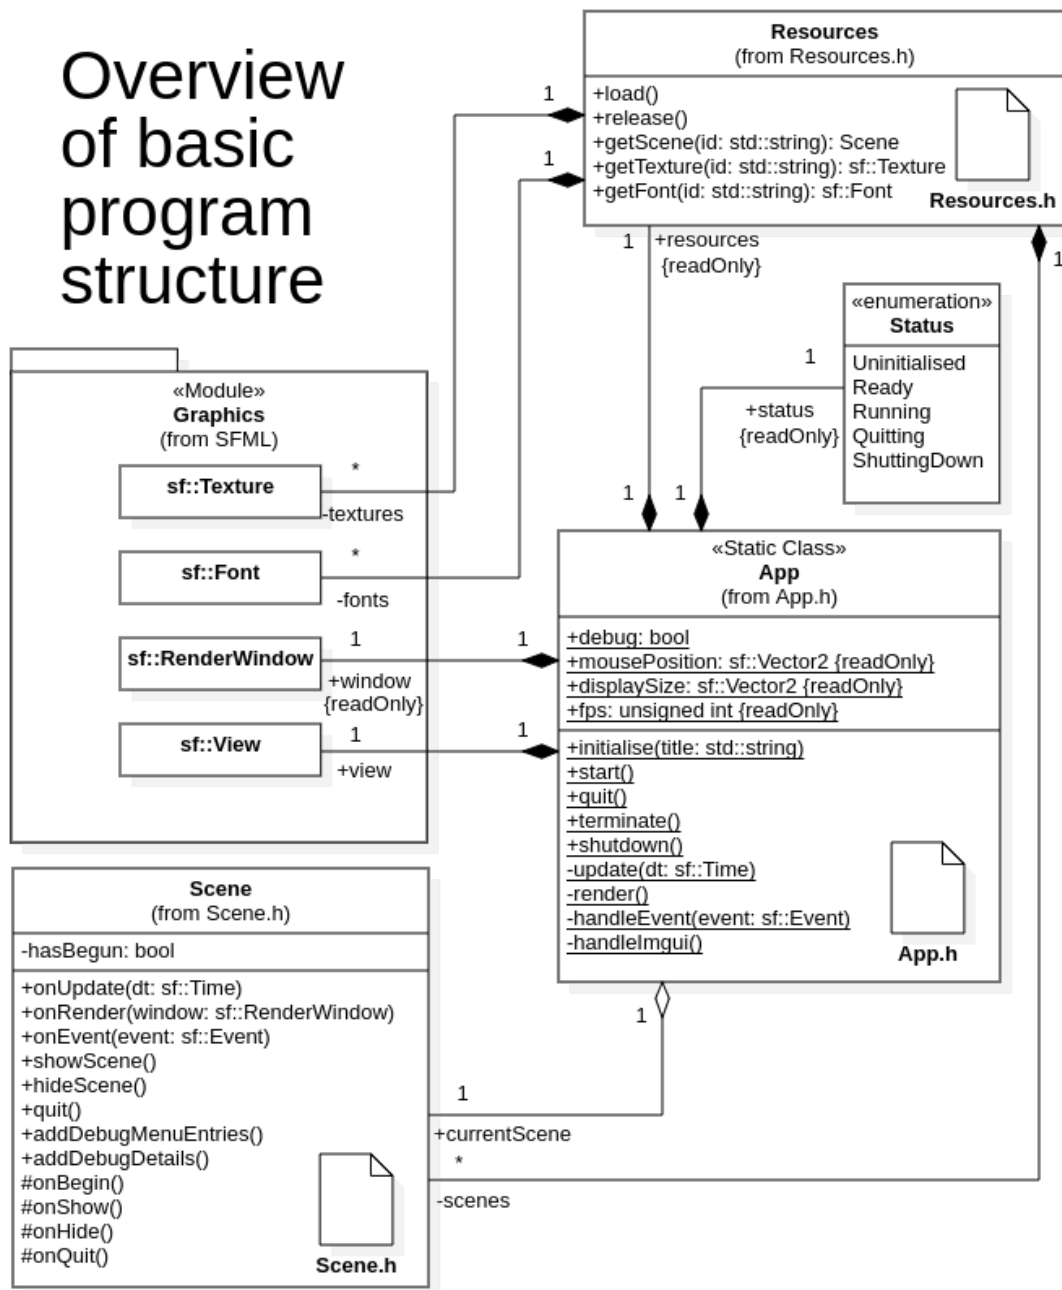 Overview
of basic
program
structure
Resources
(from Resources.h)
+load()
+release()
+getScene(id: std::string): Scene
+getTexture(id: std::string): sf::Texture
+getFont(id: std::string): sf::Font
Resources.h
1
1
1
+resources
{readOnly}
1
«enumeration»
Status
Uninitialised
Ready
Running
Quitting
ShuttingDown
1
+status
{readOnly}
1
1
«Module»
Graphics
(from SFML)
sf::Texture
*
-textures
sf::Font
*
-fonts
sf::RenderWindow
1
1
+window
{readOnly}
sf::View
1
1
+view
«Static Class»
App
(from App.h)
+debug: bool
+mousePosition: sf::Vector2 {readOnly}
+displaySize: sf::Vector2 {readOnly}
+fps: unsigned int {readOnly}
+initialise(title: std::string)
+start()
+quit()
+terminate()
+shutdown()
-update(dt: sf::Time)
-render()
-handleEvent(event: sf::Event)
-handleImgui()
App.h
1
Scene
(from Scene.h)
-hasBegun: bool
+onUpdate(dt: sf::Time)
+onRender(window: sf::RenderWindow)
+onEvent(event: sf::Event)
+showScene()
+hideScene()
+quit()
+addDebugMenuEntries()
+addDebugDetails()
#onBegin()
#onShow()
#onHide()
#onQuit()
Scene.h
1
+currentScene
*
-scenes